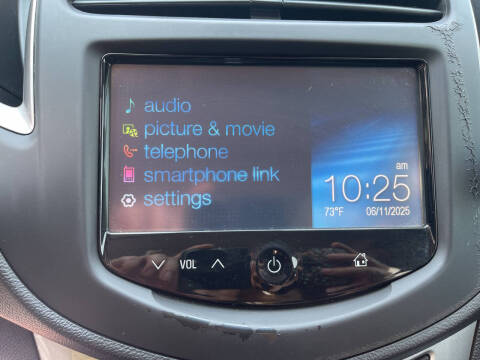 audio
picture & movie
telephone
smartphone link
settings
am
10:25
73°F 06/11/2025
VOL